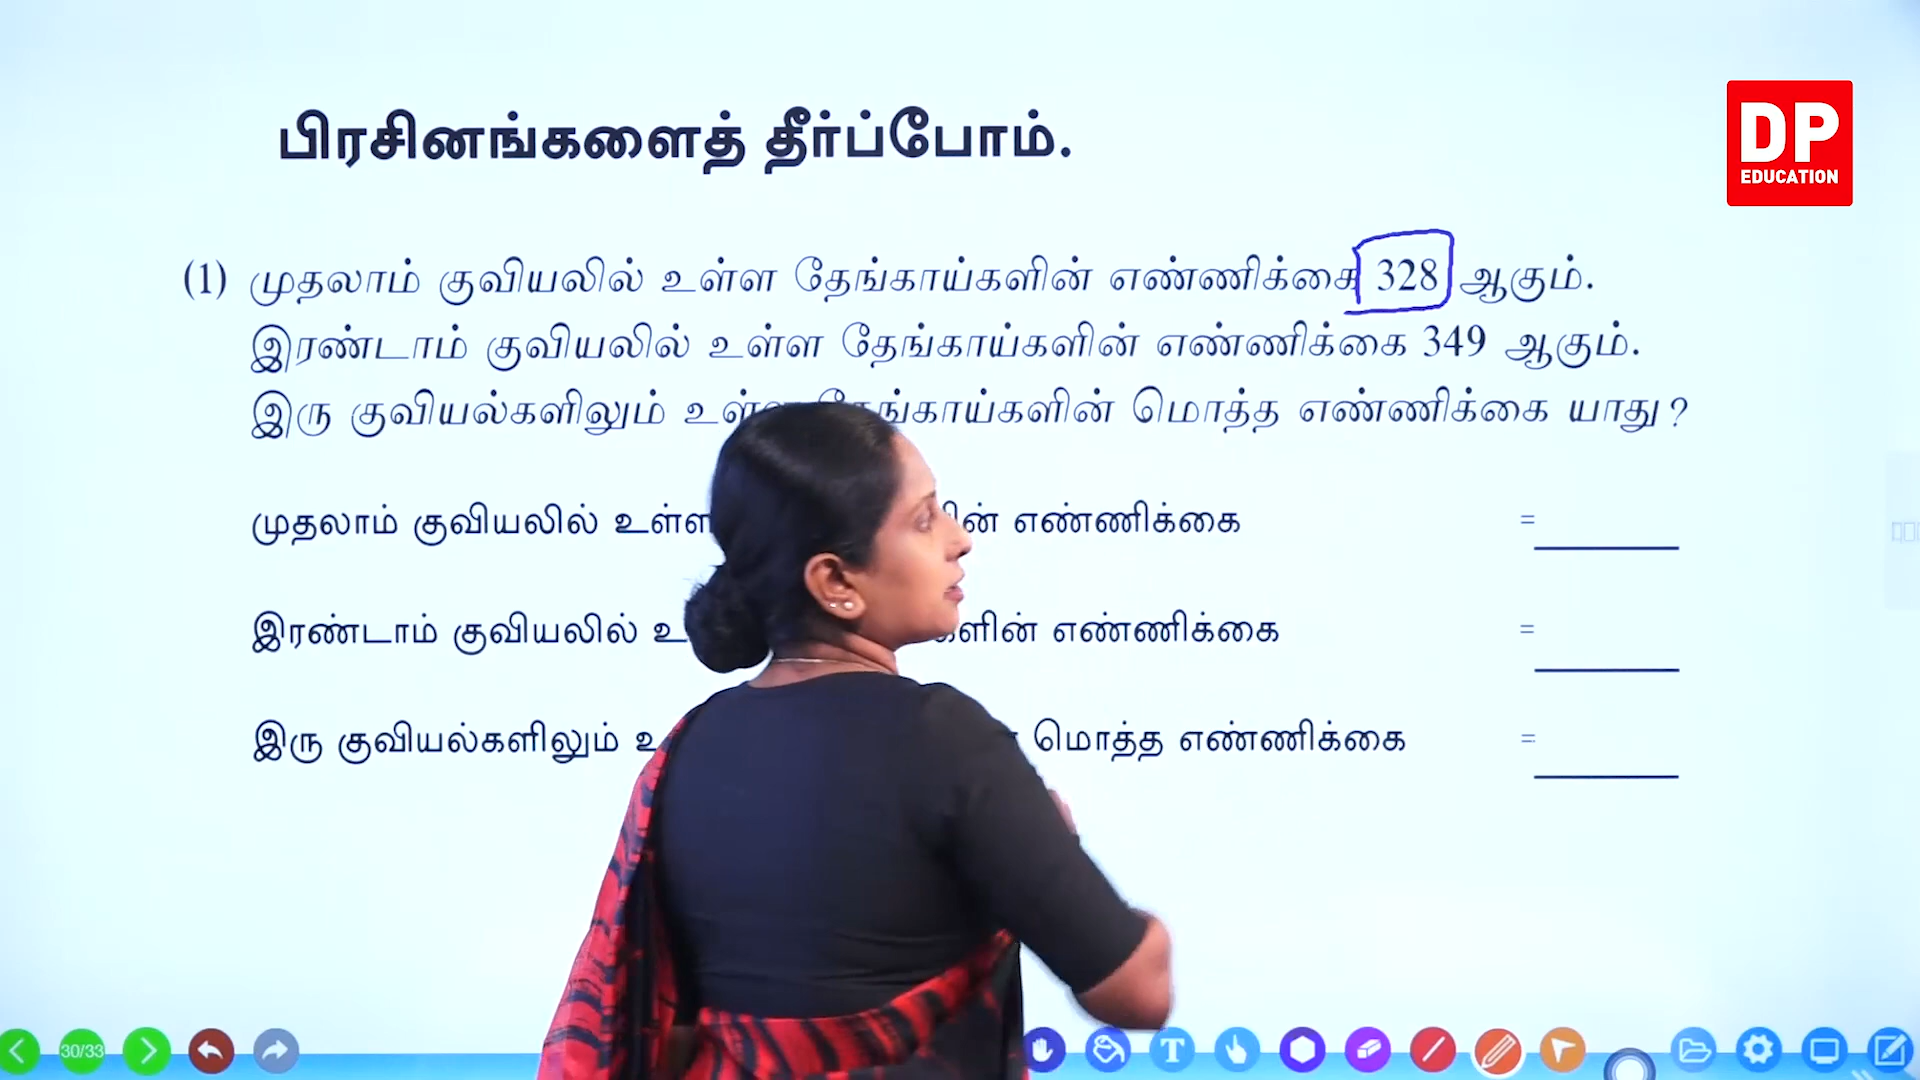 பிரசினங்களைத் தீர்ப்போம்.
DP
EDUCATION
(1) முதலாம் குவியலில் உள்ள தேங்காய்களின் எண்ணிக்கை 328 ஆகும்.
இரண்டாம் குவியலில் உள்ள தேங்காய்களின் எண்ணிக்கை 349 ஆகும்.
இரு குவியல்களிலும் உள்ள தேங்காய்களின் மொத்த எண்ணிக்கை யாது?
முதலாம் குவியலில் உள்ள எண்ணிக்கை =
இரண்டாம் குவியலில் எண்ணிக்கை =
இரு குவியல்களிலும் மொத்த எண்ணிக்கை =
30/33
T